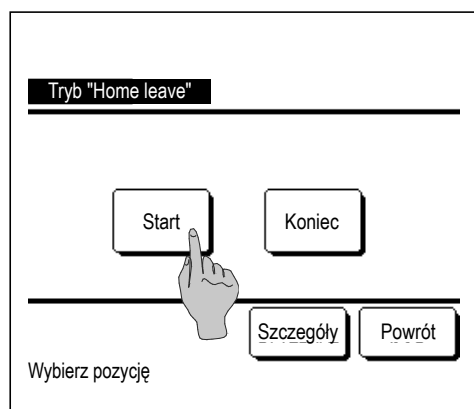 Tryb "Home leave"
Start
Koniec
Szczegóły
Powrót
Wybierz pozycję